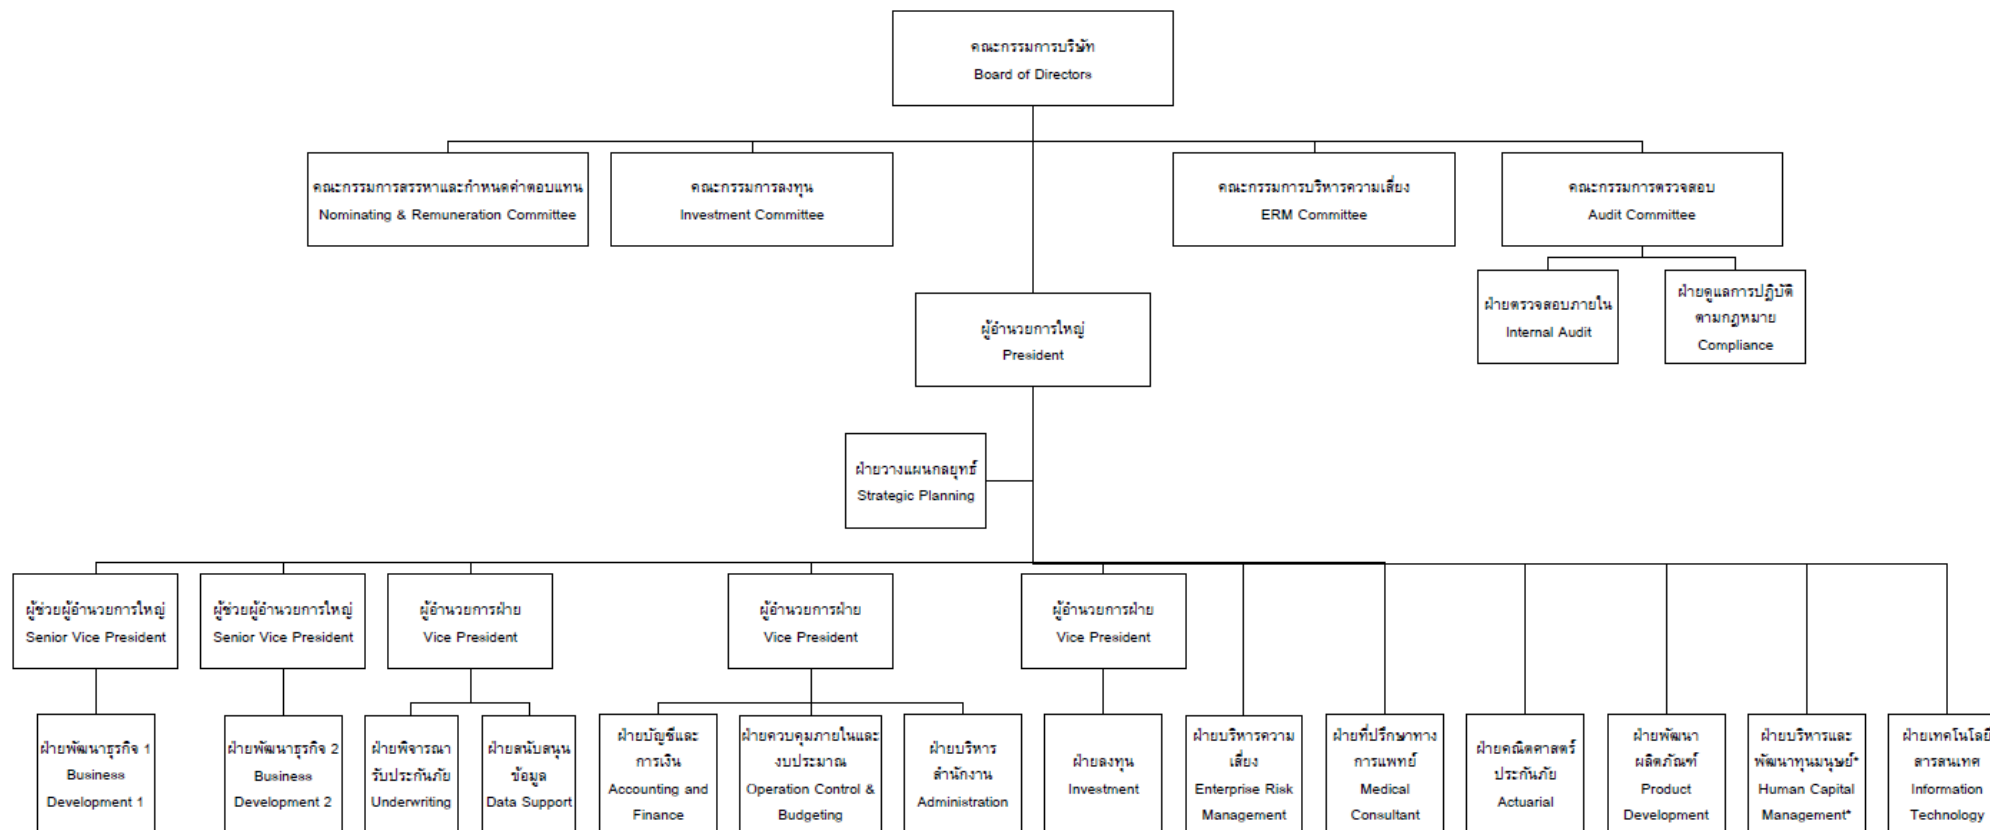 คณะกรรมการบริษัท
Board of Directors
คณะกรรมการสรรหาและกำหนดค่าตอบแทน
Nominating & Remuneration Committee
คณะกรรมการลงทุน
Investment Committee
คณะกรรมการบริหารความเสี่ยง
ERM Committee
คณะกรรมการตรวจสอบ
Audit Committee
ฝ่ายตรวจสอบภายใน
Internal Audit
ฝ่ายดูแลการปฏิบัติ
ตามกฎหมาย
Compliance
ผู้อำนวยการใหญ่
President
ฝ่ายวางแผนกลยุทธ์
Strategic Planning
ผู้ช่วยผู้อำนวยการใหญ่
Senior Vice President
ผู้ช่วยผู้อำนวยการใหญ่
Senior Vice President
ผู้อำนวยการฝ่าย
Vice President
ผู้อำนวยการฝ่าย
Vice President
ผู้อำนวยการฝ่าย
Vice President
ฝ่ายพัฒนาธุรกิจ 1
Business
Development 1
ฝ่ายพัฒนาธุรกิจ 2
Business
Development 2
ฝ่ายพิจารณา
รับประกันภัย
Underwriting
ฝ่ายสนับสนุน
ข้อมูล
Data Support
ฝ่ายบัญชีและ
การเงิน
Accounting and
Finance
ฝ่ายควบคุมภายในและ
งบประมาณ
Operation Control &
Budgeting
ฝ่ายบริหาร
สำนักงาน
Administration
ฝ่ายลงทุน
Investment
ฝ่ายบริหารความ
เสี่ยง
Enterprise Risk
Management
ฝ่ายที่ปรึกษาทาง
การแพทย์
Medical
Consultant
ฝ่ายคณิตศาสตร์
ประกันภัย
Actuarial
ฝ่ายพัฒนา
ผลิตภัณฑ์
Product
Development
ฝ่ายบริหารและ
พัฒนาทุนมนุษย์*
Human Capital
Management*
ฝ่ายเทคโนโลยี
สารสนเทศ
Information
Technology